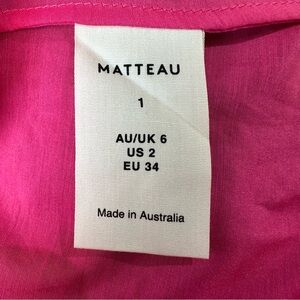 MATTEAU
1
AU/UK 6
US 2
EU 34
Made in Australia